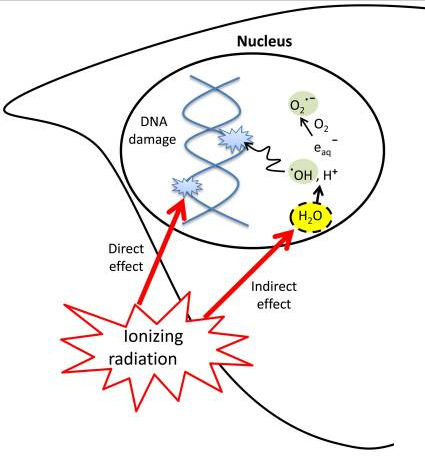 Nucleus
DNA
damage
O₂·⁻
O₂
eaq⁻
·OH, H⁺
H₂O
Direct
effect
Indirect
effect
Ionizing
radiation